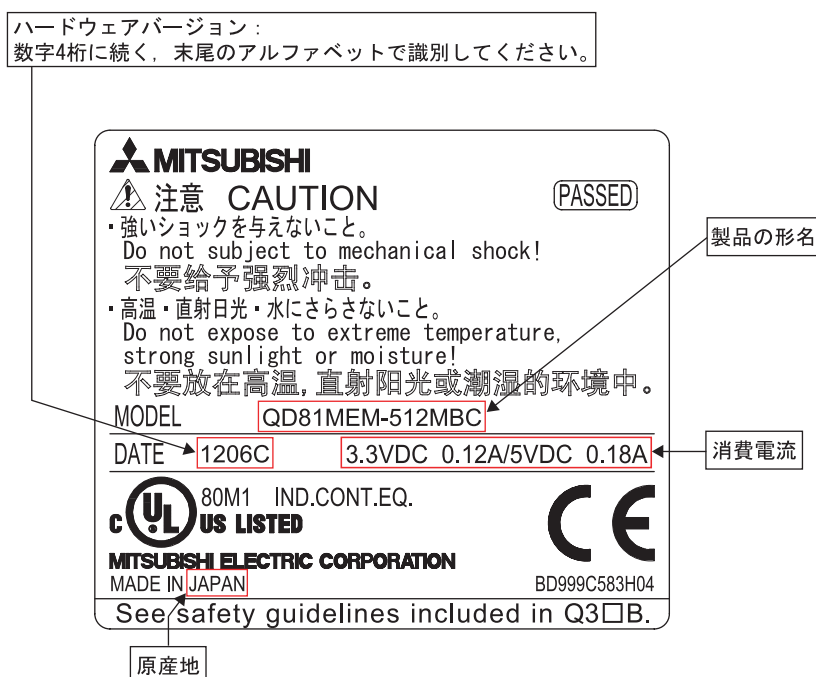 ハードウェアバージョン：
数字4桁に続く，末尾のアルファベットで識別してください。
MITSUBISHI
注意 CAUTION
PASSED
・強いショックを与えないこと。
Do not subject to mechanical shock!
不要给予强烈冲击。
製品の形名
・高温・直射日光・水にさらさないこと。
Do not expose to extreme temperature,
strong sunlight or moisture!
不要放在高温,直射阳光或潮湿的环境中。
MODEL QD81MEM-512MBC
DATE 1206C 3.3VDC 0.12A/5VDC 0.18A
消費電流
C UL US LISTED
80M1 IND.CONT.EQ.
CE
MITSUBISHI ELECTRIC CORPORATION
MADE IN JAPAN
BD999C583H04
See safety guidelines included in Q3□B.
原産地